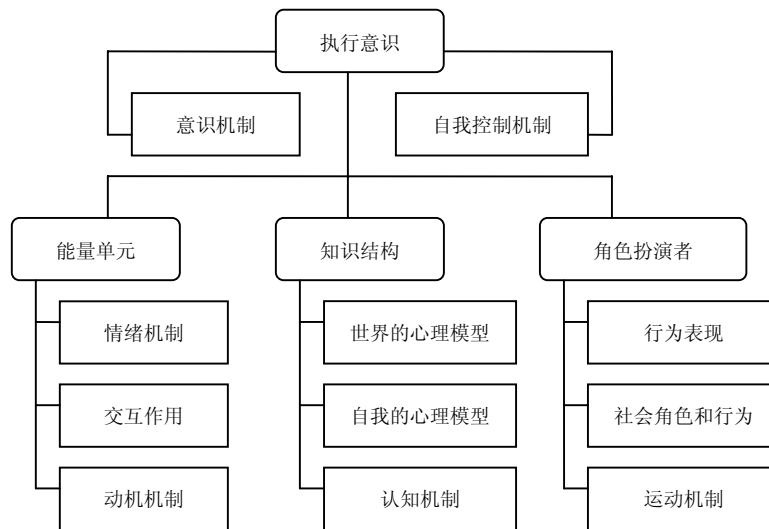 执行意识
意识机制
自我控制机制
能量单元
知识结构
角色扮演者
情绪机制
世界的心理模型
行为表现
交互作用
自我的心理模型
社会角色和行为
动机机制
认知机制
运动机制